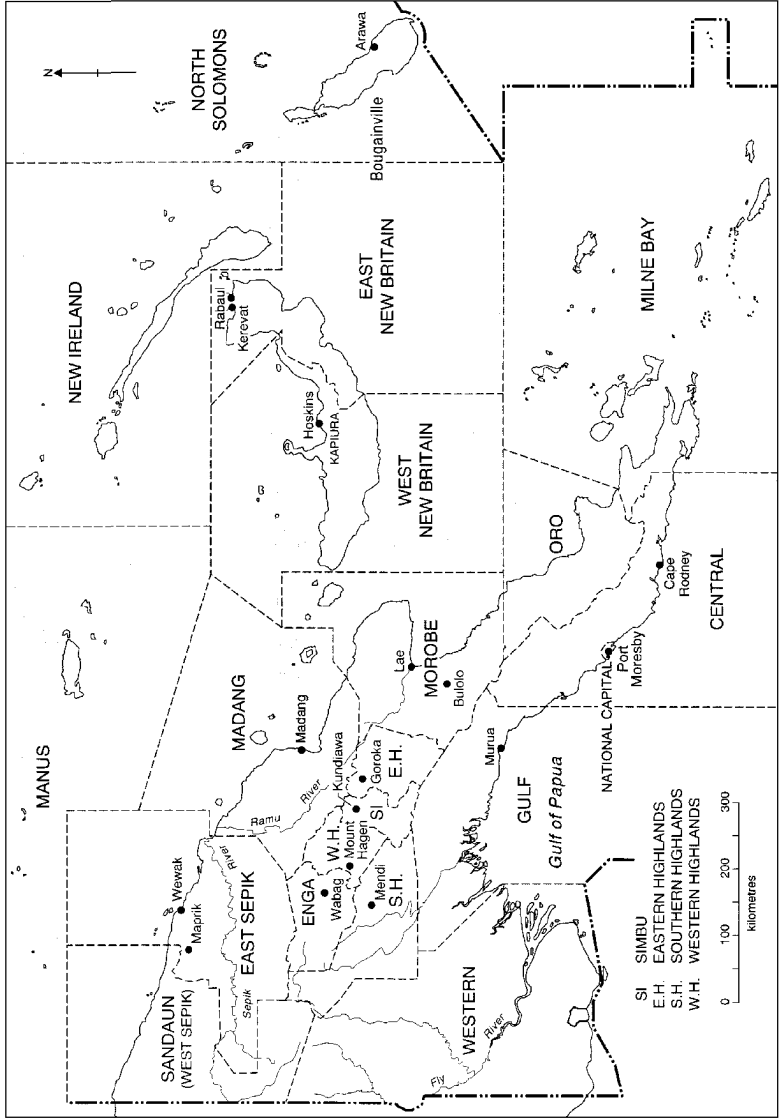 N
MANUS
NEW IRELAND
NORTH
SOLOMONS
Arawa
Bougainville
Rabaul
Kerevat
EAST
NEW BRITAIN
Hoskins
KAPIURA
WEST
NEW BRITAIN
SANDAUN
(WEST SEPIK)
Wewak
Maprik
EAST SEPIK
Sepik
River
MADANG
Madang
Ramu
River
ENGA
Wabag
W.H.
Mount
Hagen
Mendi
S.H.
SI
Kundiawa
Goroka
E.H.
Lae
MOROBE
Bulolo
WESTERN
Fly
River
GULF
Gulf of Papua
Murua
NATIONAL CAPITAL
Port
Moresby
ORO
Cape
Rodney
CENTRAL
MILNE BAY
SI SIMBU
E.H. EASTERN HIGHLANDS
S.H. SOUTHERN HIGHLANDS
W.H. WESTERN HIGHLANDS
0 100 200 300
kilometres